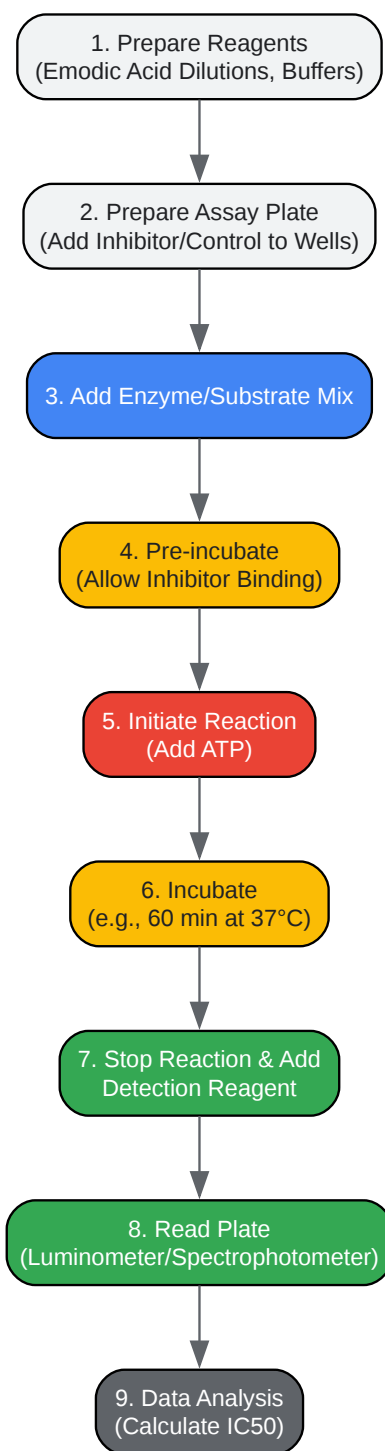 1. Prepare Reagents
(Emodic Acid Dilutions, Buffers)
2. Prepare Assay Plate
(Add Inhibitor/Control to Wells)
3. Add Enzyme/Substrate Mix
4. Pre-incubate
(Allow Inhibitor Binding)
5. Initiate Reaction
(Add ATP)
6. Incubate
(e.g., 60 min at 37°C)
7. Stop Reaction & Add
Detection Reagent
8. Read Plate
(Luminometer/Spectrophotometer)
9. Data Analysis
(Calculate IC50)